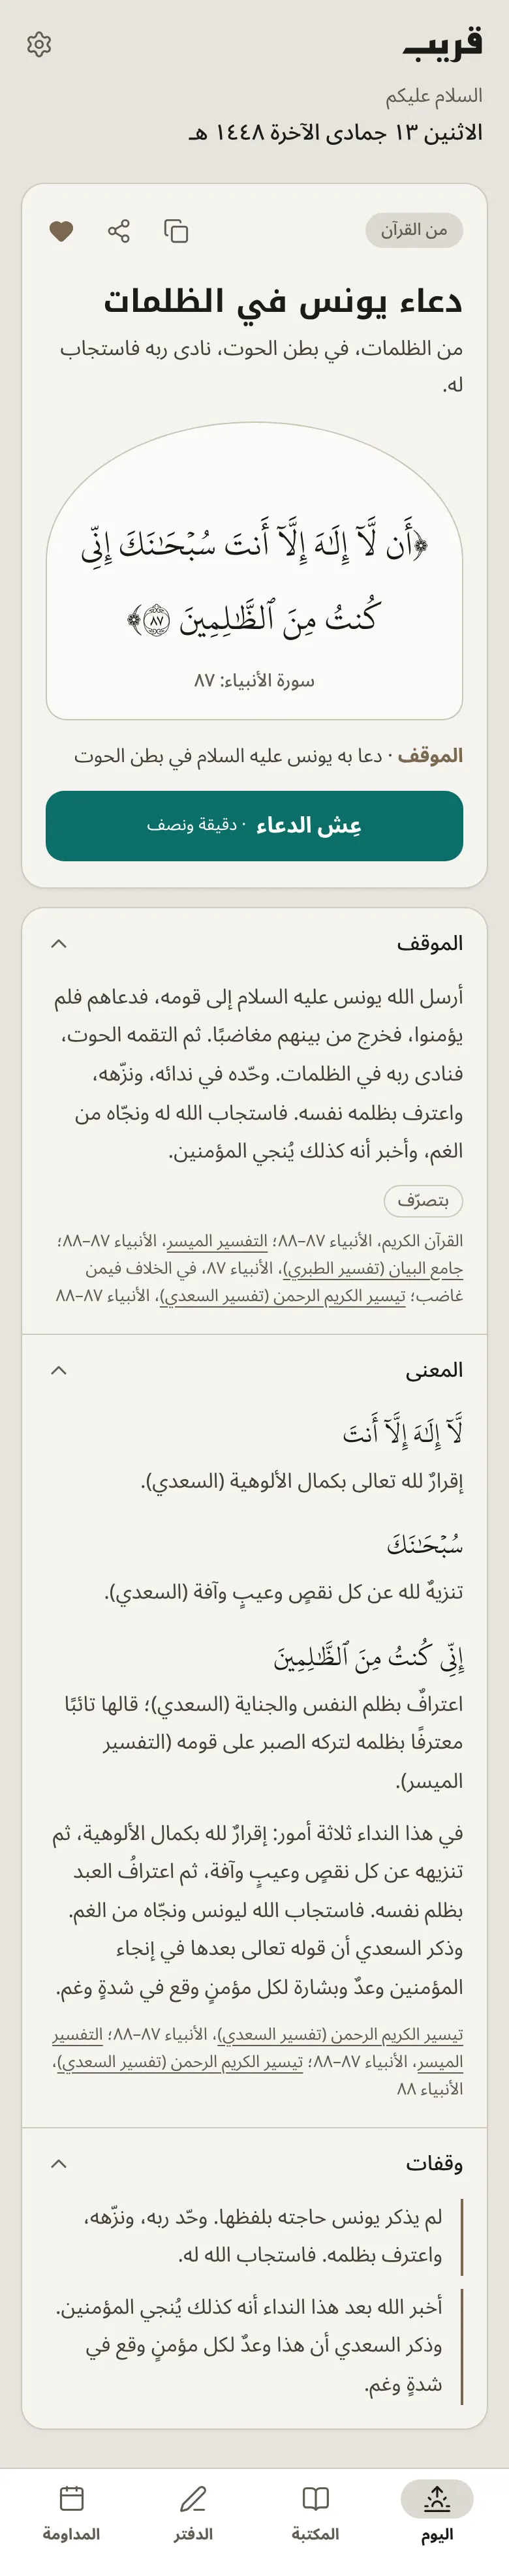 قريب
السلام عليكم
الاثنين ١٣ جمادى الآخرة ١٤٤٨ هـ
من القرآن
دعاء يونس في الظلمات
من الظلمات، في بطن الحوت، نادى ربه فاستجاب
له.
﴿أَن لَّآ إِلَٰهَ إِلَّآ أَنتَ سُبۡحَٰنَكَ إِنِّي
كُنتُ مِنَ ٱلظَّٰلِمِينَ ٨٧﴾
سورة الأنبياء: ٨٧
الموقف · دعا به يونس عليه السلام في بطن الحوت
عِش الدعاء · دقيقة ونصف
الموقف
أرسل الله يونس عليه السلام إلى قومه، فدعاهم فلم
يؤمنوا، فخرج من بينهم مغاضبًا. ثم التقمه الحوت،
فنادى ربه في الظلمات. وحّده في ندائه، ونزّهه،
واعترف بظلمه نفسه. فاستجاب الله له ونجّاه من
الغم، وأخبر أنه كذلك يُنجي المؤمنين.
بتصرّف
القرآن الكريم، الأنبياء ٨٧–٨٨؛ التفسير الميسر، الأنبياء ٨٧–٨٨؛
جامع البيان (تفسير الطبري)، الأنبياء ٨٧، في الخلاف فيمن
غاضب؛ تيسير الكريم الرحمن (تفسير السعدي)، الأنبياء ٨٧–٨٨
المعنى
لَّآ إِلَٰهَ إِلَّآ أَنتَ
إقرارٌ لله تعالى بكمال الألوهية (السعدي).
سُبۡحَٰنَكَ
تنزيهٌ لله عن كل نقصٍ وعيبٍ وآفة (السعدي).
إِنِّي كُنتُ مِنَ ٱلظَّٰلِمِينَ
اعترافٌ بظلم النفس والجناية (السعدي)؛ قالها تائبًا
معترفًا بظلمه لتركه الصبر على قومه (التفسير
الميسر).
في هذا النداء ثلاثة أمور: إقرارٌ لله بكمال الألوهية، ثم
تنزيهه عن كل نقصٍ وعيبٍ وآفة، ثم اعترافُ العبد
بظلم نفسه. فاستجاب الله ليونس ونجّاه من الغم.
وذكر السعدي أن قوله تعالى بعدها في إنجاء
المؤمنين وعدٌ وبشارة لكل مؤمنٍ وقع في شدةٍ وغم.
تيسير الكريم الرحمن (تفسير السعدي)، الأنبياء ٨٧–٨٨؛ التفسير
الميسر، الأنبياء ٨٧–٨٨؛ تيسير الكريم الرحمن (تفسير السعدي)،
الأنبياء ٨٨
وقفات
لم يذكر يونس حاجته بلفظها. وحّد ربه، ونزّهه،
واعترف بظلمه. فاستجاب الله له.
أخبر الله بعد هذا النداء أنه كذلك يُنجي المؤمنين.
وذكر السعدي أن هذا وعدٌ لكل مؤمنٍ وقع في
شدةٍ وغم.
اليوم
المكتبة
الدفتر
المداومة